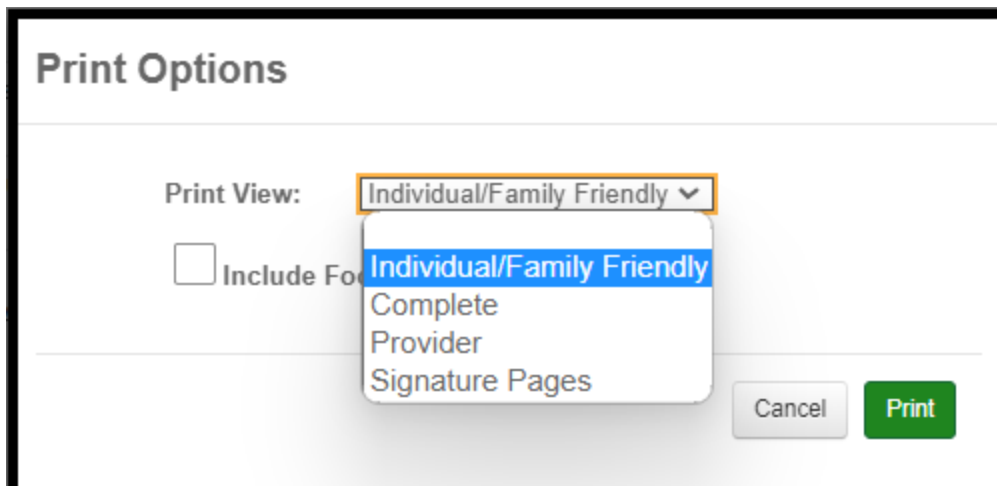 Print Options
Print View:
Individual/Family Friendly
Individual/Family Friendly
Include
Complete
Provider
Signature Pages
Cancel
Print